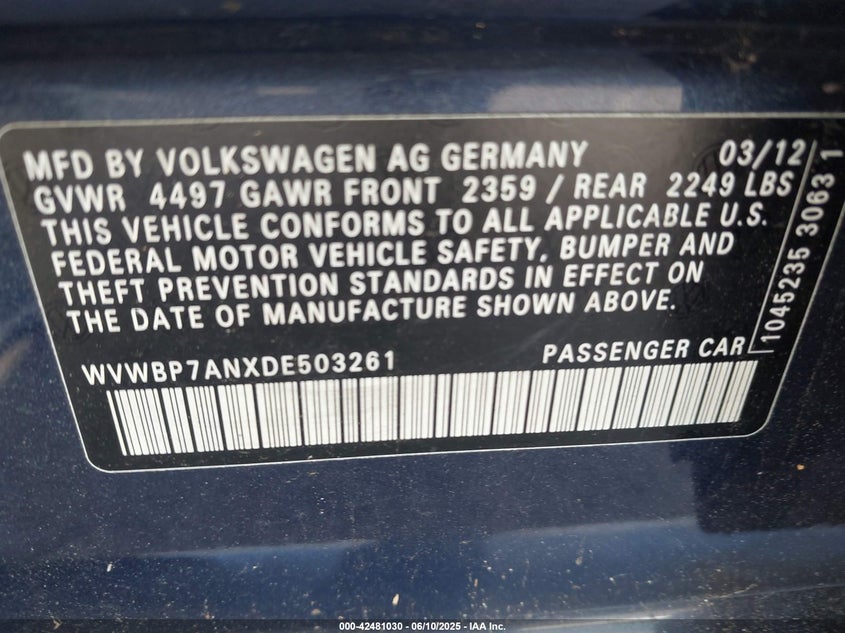 MFD BY VOLKSWAGEN AG GERMANY 03/12
GVWR 4497 GAWR FRONT 2359 / REAR 2249 LBS
THIS VEHICLE CONFORMS TO ALL APPLICABLE U.S.
FEDERAL MOTOR VEHICLE SAFETY, BUMPER AND
THEFT PREVENTION STANDARDS IN EFFECT ON
THE DATE OF MANUFACTURE SHOWN ABOVE.
WVWBP7ANXDE503261 PASSENGER CAR
1045235 3063 1
000-42481030 - 06/10/2025 - IAA Inc.